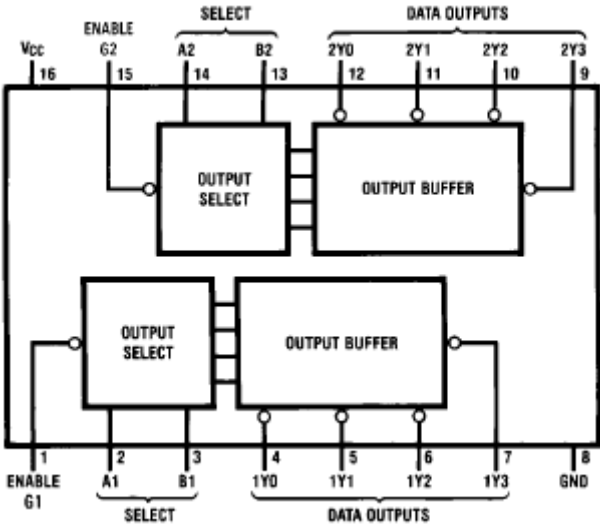 SELECT
DATA OUTPUTS
ENABLE
VCC G2 A2 B2 2Y0 2Y1 2Y2 2Y3
16 15 14 13 12 11 10 9
OUTPUT
SELECT
OUTPUT BUFFER
OUTPUT
SELECT
OUTPUT BUFFER
1 2 3 4 5 6 7 8
ENABLE A1 B1 1Y0 1Y1 1Y2 1Y3 GND
G1
SELECT
DATA OUTPUTS